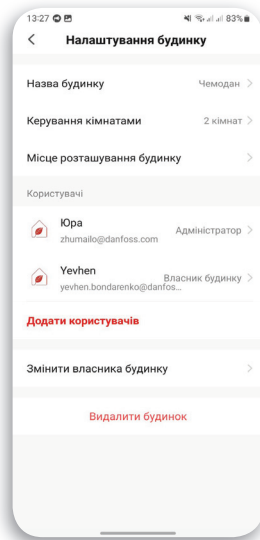 13:27 83%
Налаштування будинку
Назва будинку Чемодан
Керування кімнатами 2 кімнат
Місце розташування будинку
Користувачі
Юра
Адміністратор
zhumailo@danfoss.com
Yevhen
Власник будинку
yevhen.bondarenko@danfos...
Додати користувачів
Змінити власника будинку
Видалити будинок